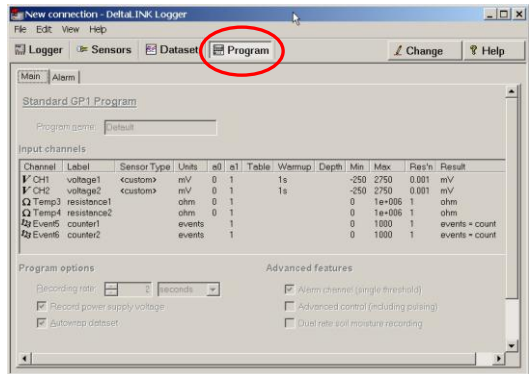 New connection - DeltaLINK Logger
File Edit View Help
Logger Sensors Dataset Program Change Help
Main Alarm
Standard GP1 Program
Program name: Default
Input channels
Channel Label Sensor Type Units a0 a1 Table Warmup Depth Min Max Res'n Result
CH1 voltage1 <custom> mV 0 1 1s -250 2750 0.001 mV
CH2 voltage2 <custom> mV 0 1 1s -250 2750 0.001 mV
Temp3 resistance1 ohm 0 1 0 1e+006 1 ohm
Temp4 resistance2 ohm 0 1 0 1e+006 1 ohm
Event5 counter1 events 1 0 1000 1 events = count
Event6 counter2 events 1 0 1000 1 events = count
Program options Advanced features
Recording rate: 2 seconds Alarm channel (single threshold)
Record power supply voltage Advanced control (including pulsing)
Autowrap dataset Dual rate soil moisture recording